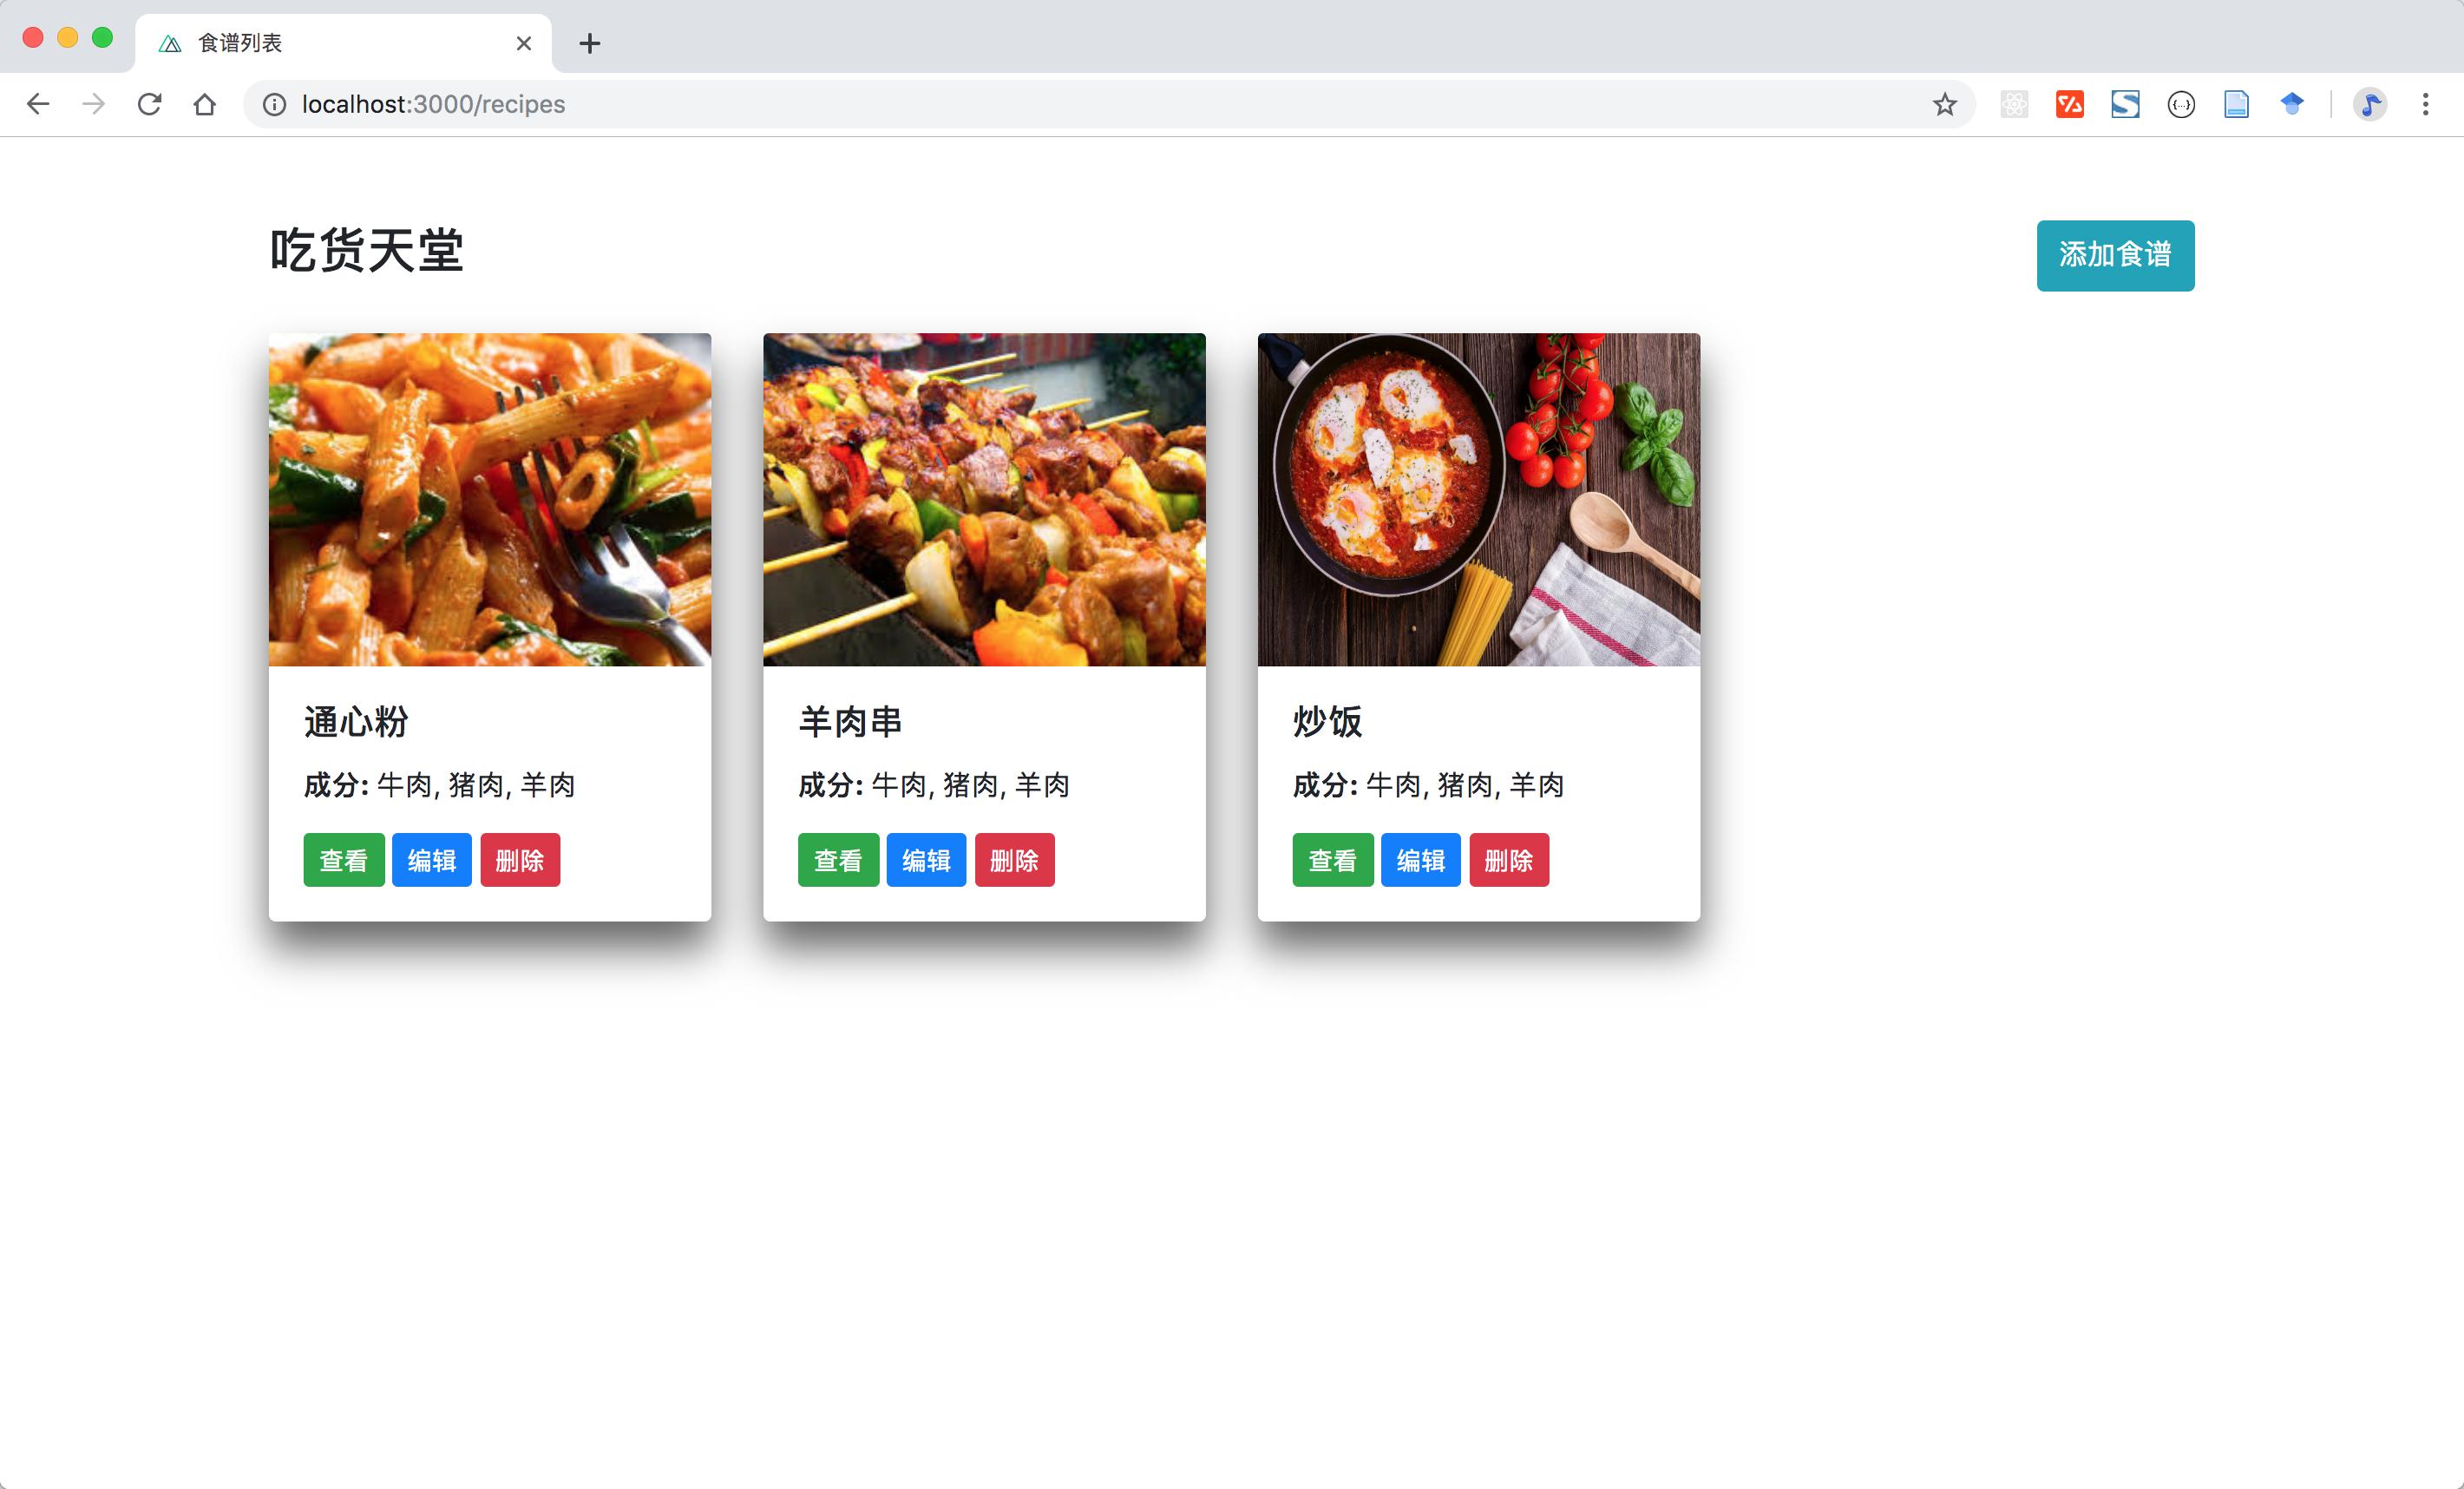 食谱列表
localhost:3000/recipes
吃货天堂
添加食谱
通心粉
成分: 牛肉, 猪肉, 羊肉
查看 编辑 删除
羊肉串
成分: 牛肉, 猪肉, 羊肉
查看 编辑 删除
炒饭
成分: 牛肉, 猪肉, 羊肉
查看 编辑 删除